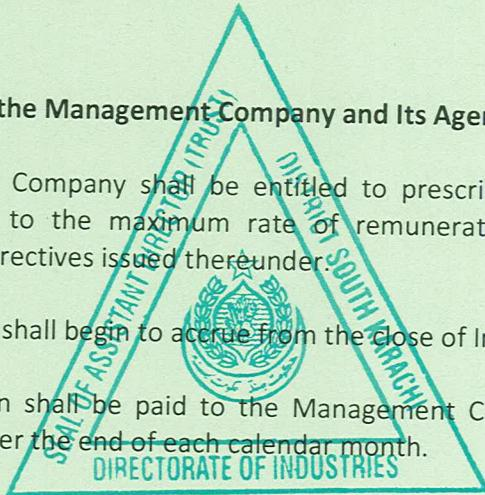 the Management Company and Its Agen
Company shall be entitled to prescri
to the maximum rate of remunerat
rectives issued thereunder.
shall begin to accrue from the close of In
n shall be paid to the Management C
er the end of each calendar month.
SEAL OF ASSISTANT DIRECTOR (TRUST)
DISTRICT SOUTH KARACHI
DIRECTORATE OF INDUSTRIES